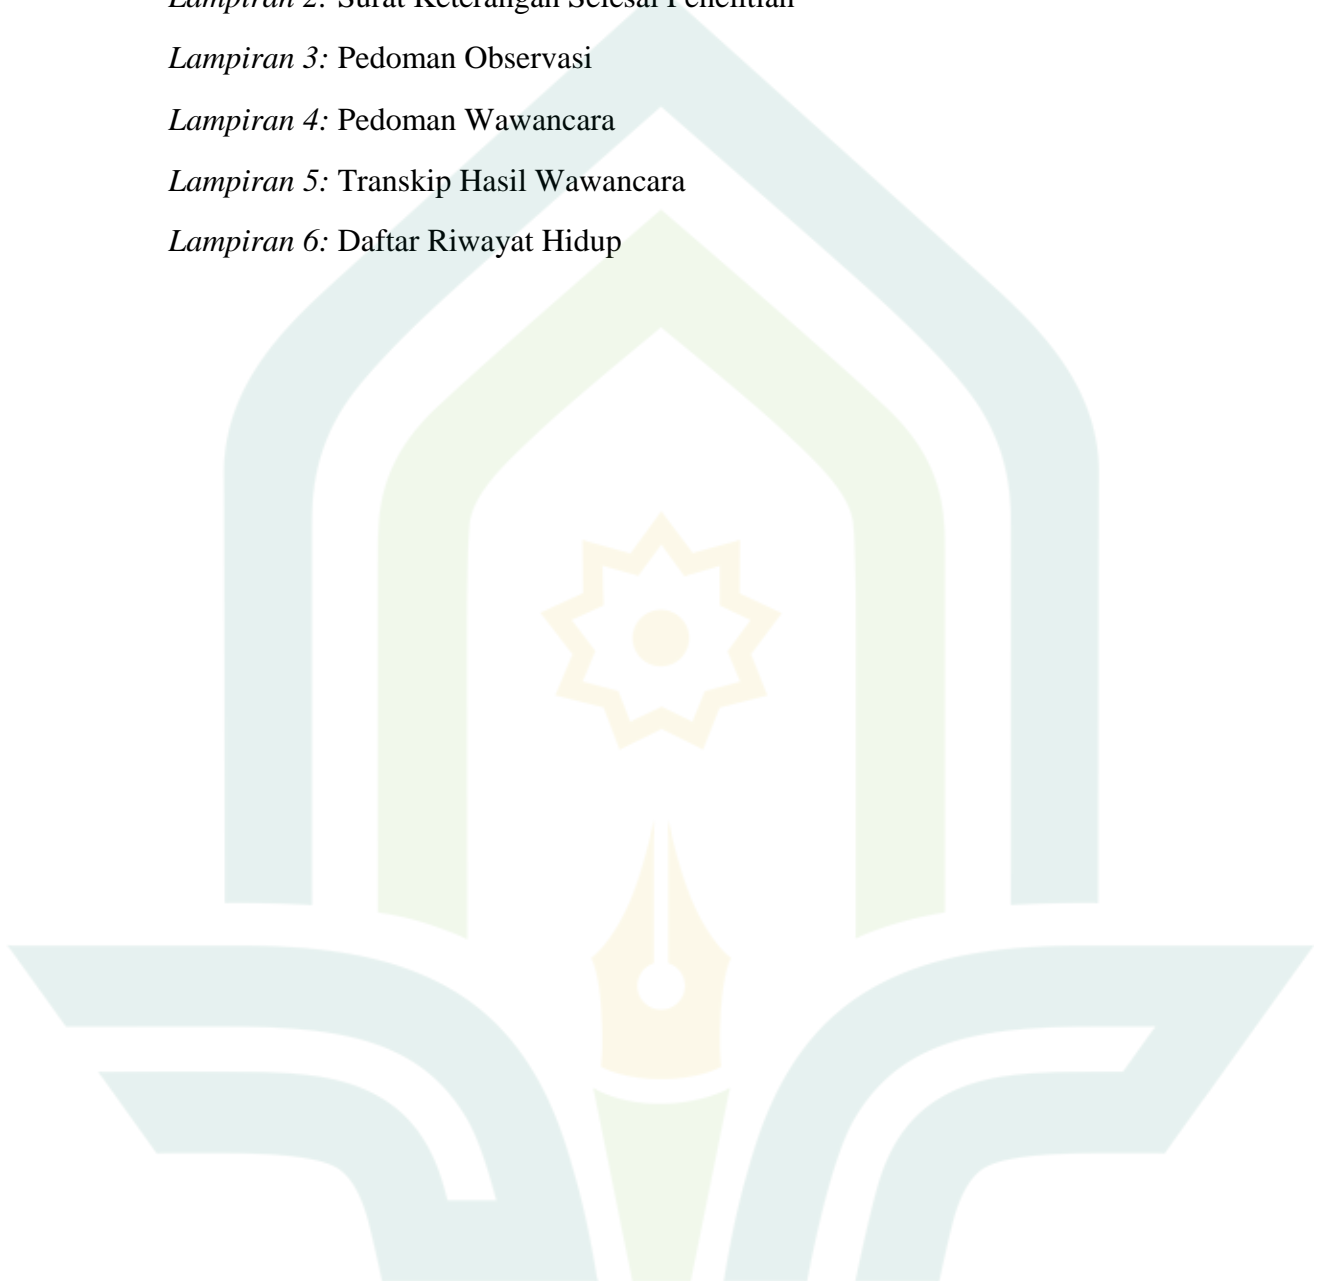 Lampiran 2: Surat Keterangan Selesai Penelitian
Lampiran 3: Pedoman Observasi
Lampiran 4: Pedoman Wawancara
Lampiran 5: Transkip Hasil Wawancara
Lampiran 6: Daftar Riwayat Hidup